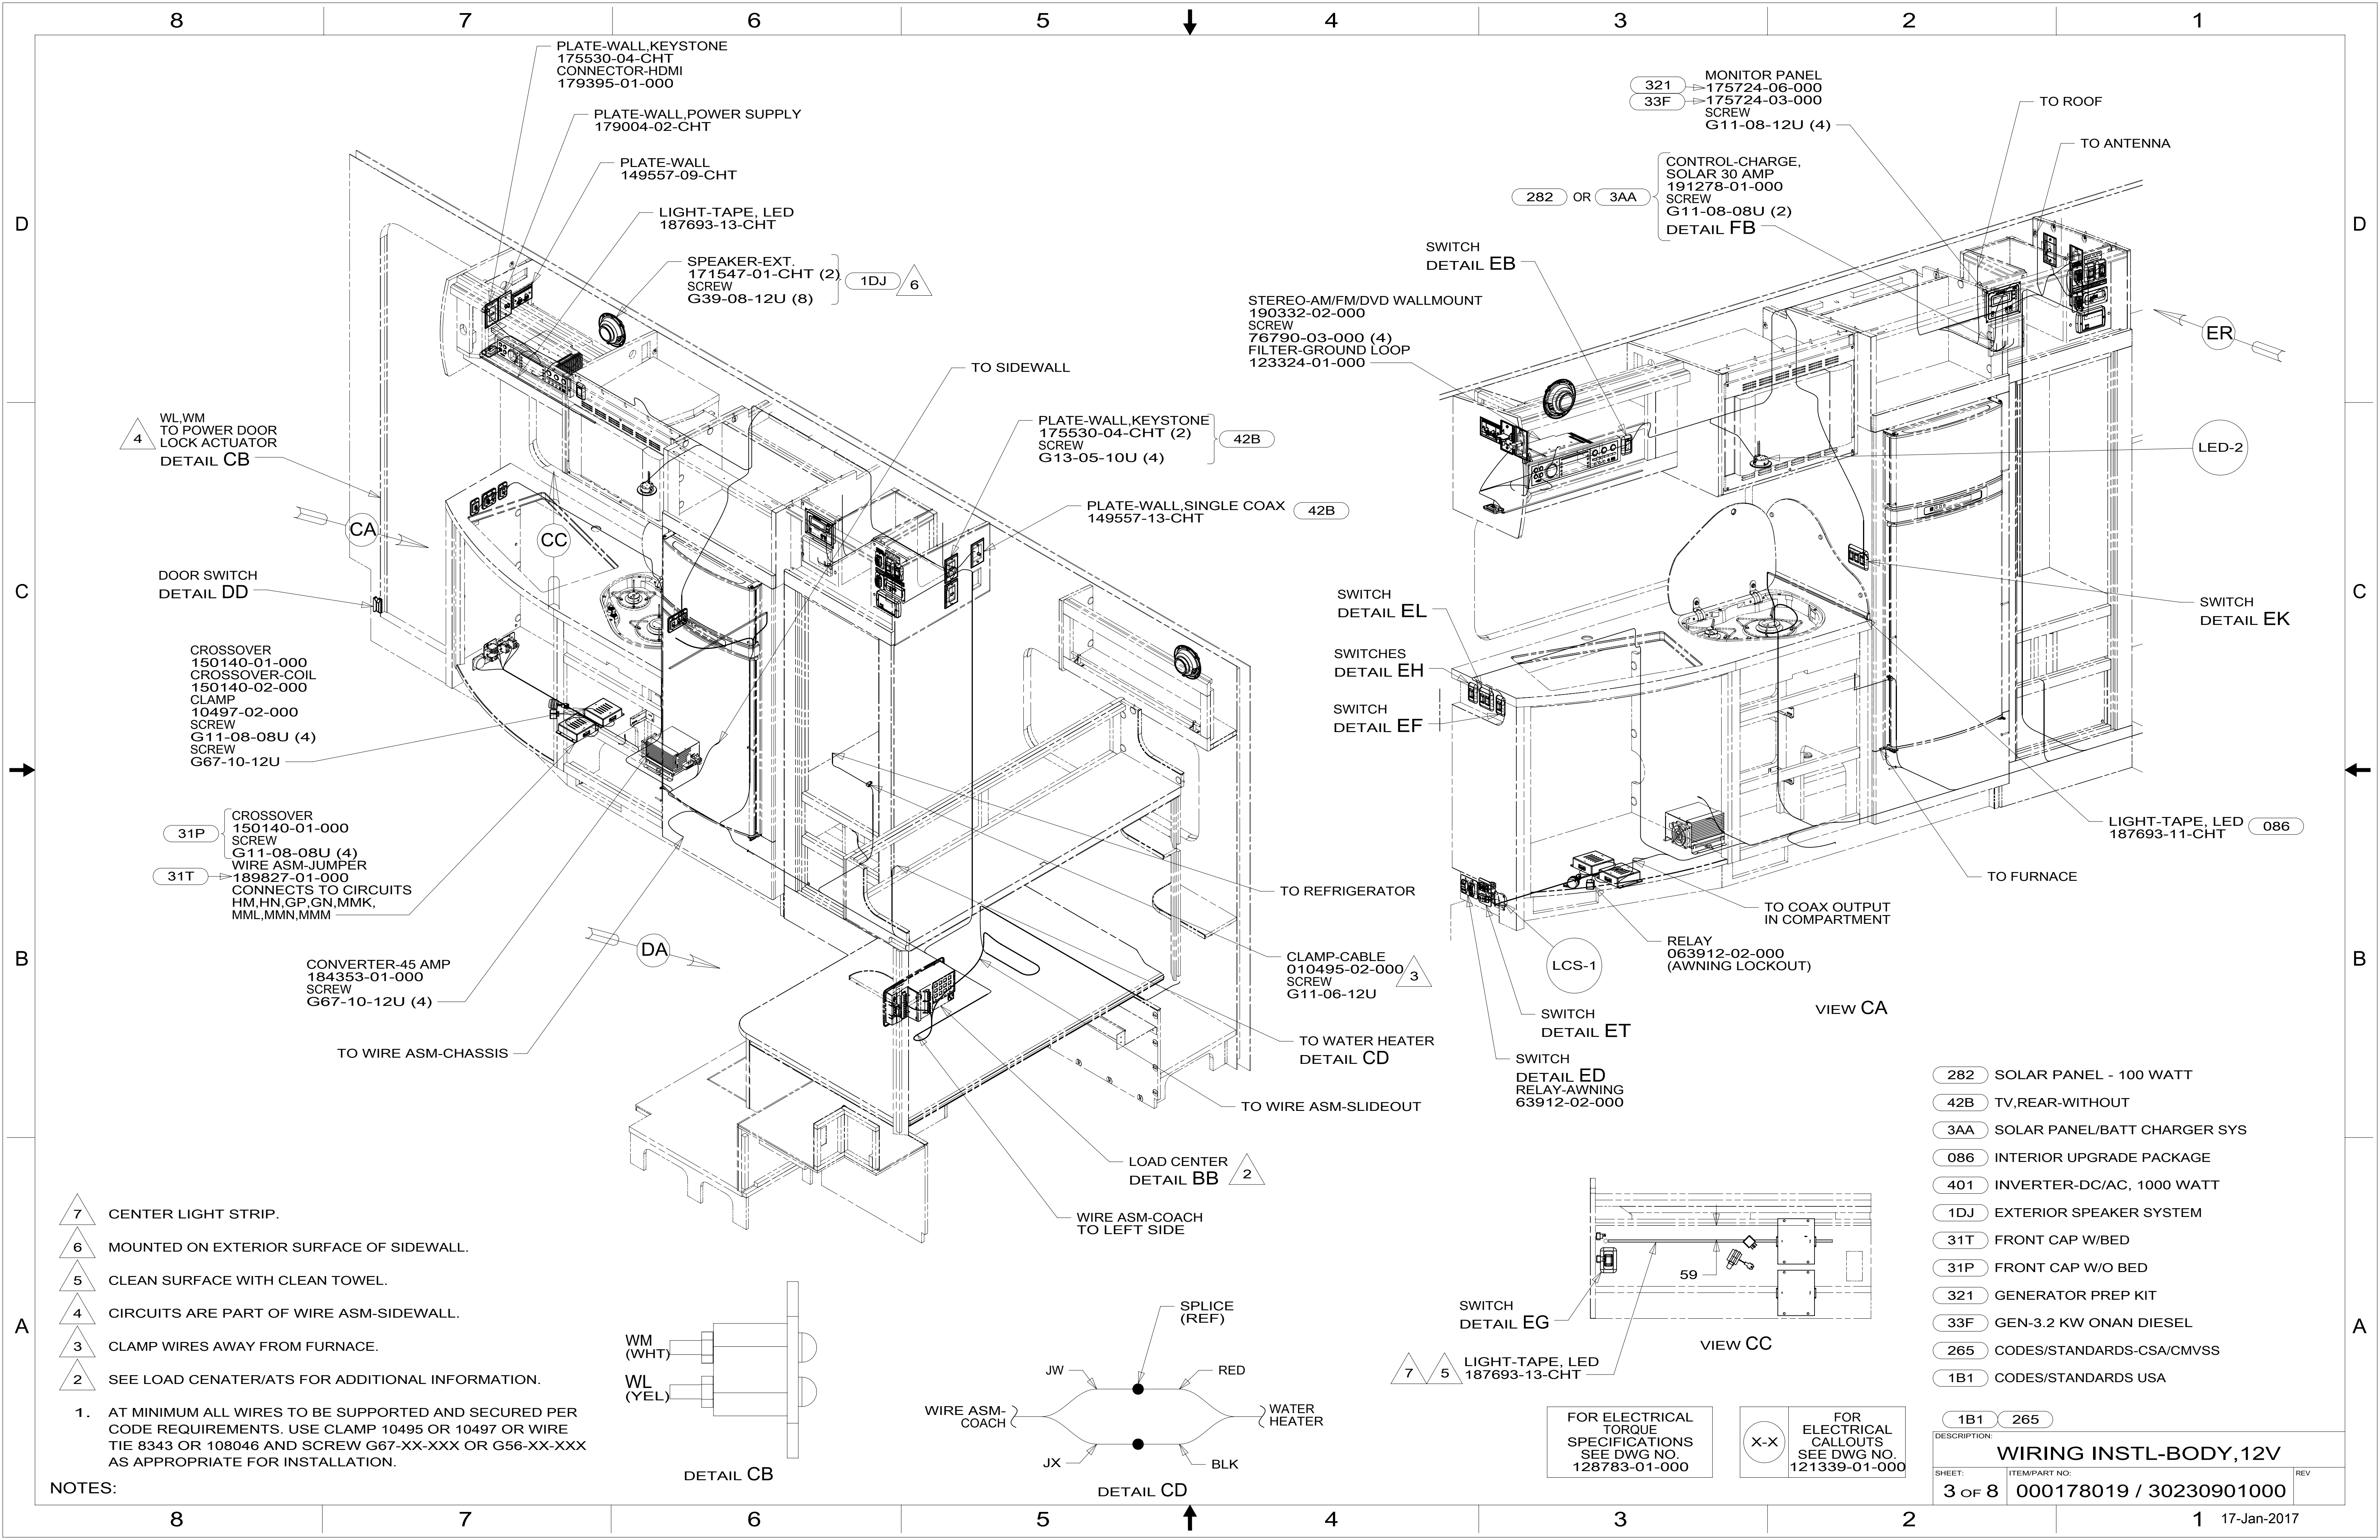 8 7 6 5 4 3 2 1
PLATE-WALL,KEYSTONE
175530-04-CHT
CONNECTOR-HDMI
179395-01-000
PLATE-WALL,POWER SUPPLY
179004-02-CHT
PLATE-WALL
149557-09-CHT
LIGHT-TAPE, LED
187693-13-CHT
SPEAKER-EXT.
171547-01-CHT (2)
SCREW
G39-08-12U (8)
1DJ
6
TO SIDEWALL
PLATE-WALL,KEYSTONE
175530-04-CHT (2)
SCREW
G13-05-10U (4)
42B
PLATE-WALL,SINGLE COAX
149557-13-CHT
42B
D
C
B
A
WL,WM
TO POWER DOOR
LOCK ACTUATOR
DETAIL CB
4
CA
CC
DOOR SWITCH
DETAIL DD
CROSSOVER
150140-01-000
CROSSOVER-COIL
150140-02-000
CLAMP
10497-02-000
SCREW
G11-08-08U (4)
SCREW
G67-10-12U
31P
CROSSOVER
150140-01-000
SCREW
G11-08-08U (4)
31T
WIRE ASM-JUMPER
189827-01-000
CONNECTS TO CIRCUITS
HM,HN,GP,GN,MMK,
MML,MMN,MMM
CONVERTER-45 AMP
184353-01-000
SCREW
G67-10-12U (4)
DA
TO WIRE ASM-CHASSIS
TO REFRIGERATOR
CLAMP-CABLE
010495-02-000
SCREW
G11-06-12U
3
TO WATER HEATER
DETAIL CD
TO WIRE ASM-SLIDEOUT
LOAD CENTER
DETAIL BB
2
WIRE ASM-COACH
TO LEFT SIDE
321
33F
MONITOR PANEL
175724-06-000
175724-03-000
SCREW
G11-08-12U (4)
TO ROOF
TO ANTENNA
282 OR 3AA
CONTROL-CHARGE,
SOLAR 30 AMP
191278-01-000
SCREW
G11-08-08U (2)
DETAIL FB
SWITCH
DETAIL EB
STEREO-AM/FM/DVD WALLMOUNT
190332-02-000
SCREW
76790-03-000 (4)
FILTER-GROUND LOOP
123324-01-000
ER
LED-2
SWITCH
DETAIL EL
SWITCHES
DETAIL EH
SWITCH
DETAIL EF
SWITCH
DETAIL EK
LIGHT-TAPE, LED
187693-11-CHT
086
TO FURNACE
TO COAX OUTPUT
IN COMPARTMENT
RELAY
063912-02-000
(AWNING LOCKOUT)
LCS-1
SWITCH
DETAIL ET
SWITCH
DETAIL ED
RELAY-AWNING
63912-02-000
VIEW CA
282 SOLAR PANEL - 100 WATT
42B TV,REAR-WITHOUT
3AA SOLAR PANEL/BATT CHARGER SYS
086 INTERIOR UPGRADE PACKAGE
401 INVERTER-DC/AC, 1000 WATT
1DJ EXTERIOR SPEAKER SYSTEM
31T FRONT CAP W/BED
31P FRONT CAP W/O BED
321 GENERATOR PREP KIT
33F GEN-3.2 KW ONAN DIESEL
265 CODES/STANDARDS-CSA/CMVSS
1B1 CODES/STANDARDS USA
1B1 265
7 CENTER LIGHT STRIP.
6 MOUNTED ON EXTERIOR SURFACE OF SIDEWALL.
5 CLEAN SURFACE WITH CLEAN TOWEL.
4 CIRCUITS ARE PART OF WIRE ASM-SIDEWALL.
3 CLAMP WIRES AWAY FROM FURNACE.
2 SEE LOAD CENATER/ATS FOR ADDITIONAL INFORMATION.
1. AT MINIMUM ALL WIRES TO BE SUPPORTED AND SECURED PER
CODE REQUIREMENTS. USE CLAMP 10495 OR 10497 OR WIRE
TIE 8343 OR 108046 AND SCREW G67-XX-XXX OR G56-XX-XXX
AS APPROPRIATE FOR INSTALLATION.
NOTES:
WM
(WHT)
WL
(YEL)
DETAIL CB
SPLICE
(REF)
JW
RED
WIRE ASM-
COACH
WATER
HEATER
JX
BLK
DETAIL CD
59
SWITCH
DETAIL EG
VIEW CC
7 5
LIGHT-TAPE, LED
187693-13-CHT
FOR ELECTRICAL
TORQUE
SPECIFICATIONS
SEE DWG NO.
128783-01-000
X-X
FOR
ELECTRICAL
CALLOUTS
SEE DWG NO.
121339-01-000
DESCRIPTION:
WIRING INSTL-BODY,12V
SHEET:
3 OF 8
ITEM/PART NO:
000178019 / 30230901000
REV
D
C
B
A
8 7 6 5 4 3 2 1
17-Jan-2017